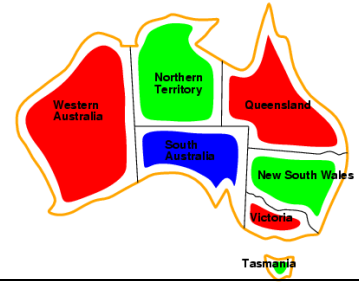 Northern
Territory
Western
Australia
Queensland
South
Australia
New South Wales
Victoria
Tasmania